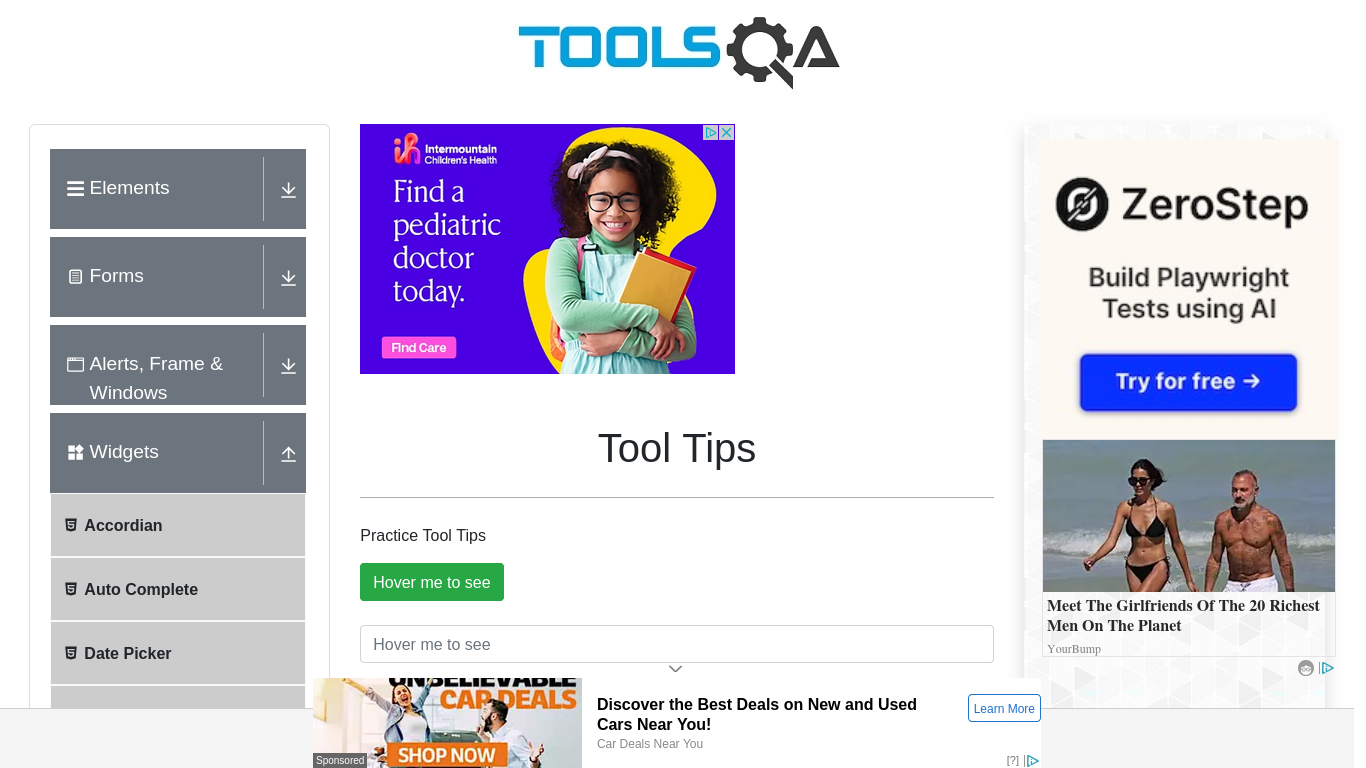 TOOLSQA
Elements
Forms
Alerts, Frame &
Windows
Widgets
Accordian
Auto Complete
Date Picker
Intermountain
Children's Health
Find a
pediatric
doctor
today.
Find Care
Tool Tips
Practice Tool Tips
Hover me to see
Hover me to see
ZeroStep
Build Playwright
Tests using AI
Try for free →
Meet The Girlfriends Of The 20 Richest
Men On The Planet
YourBump
UNBELIEVABLE
CAR DEALS
SHOP NOW
Sponsored
Discover the Best Deals on New and Used
Cars Near You!
Car Deals Near You
Learn More
[?]